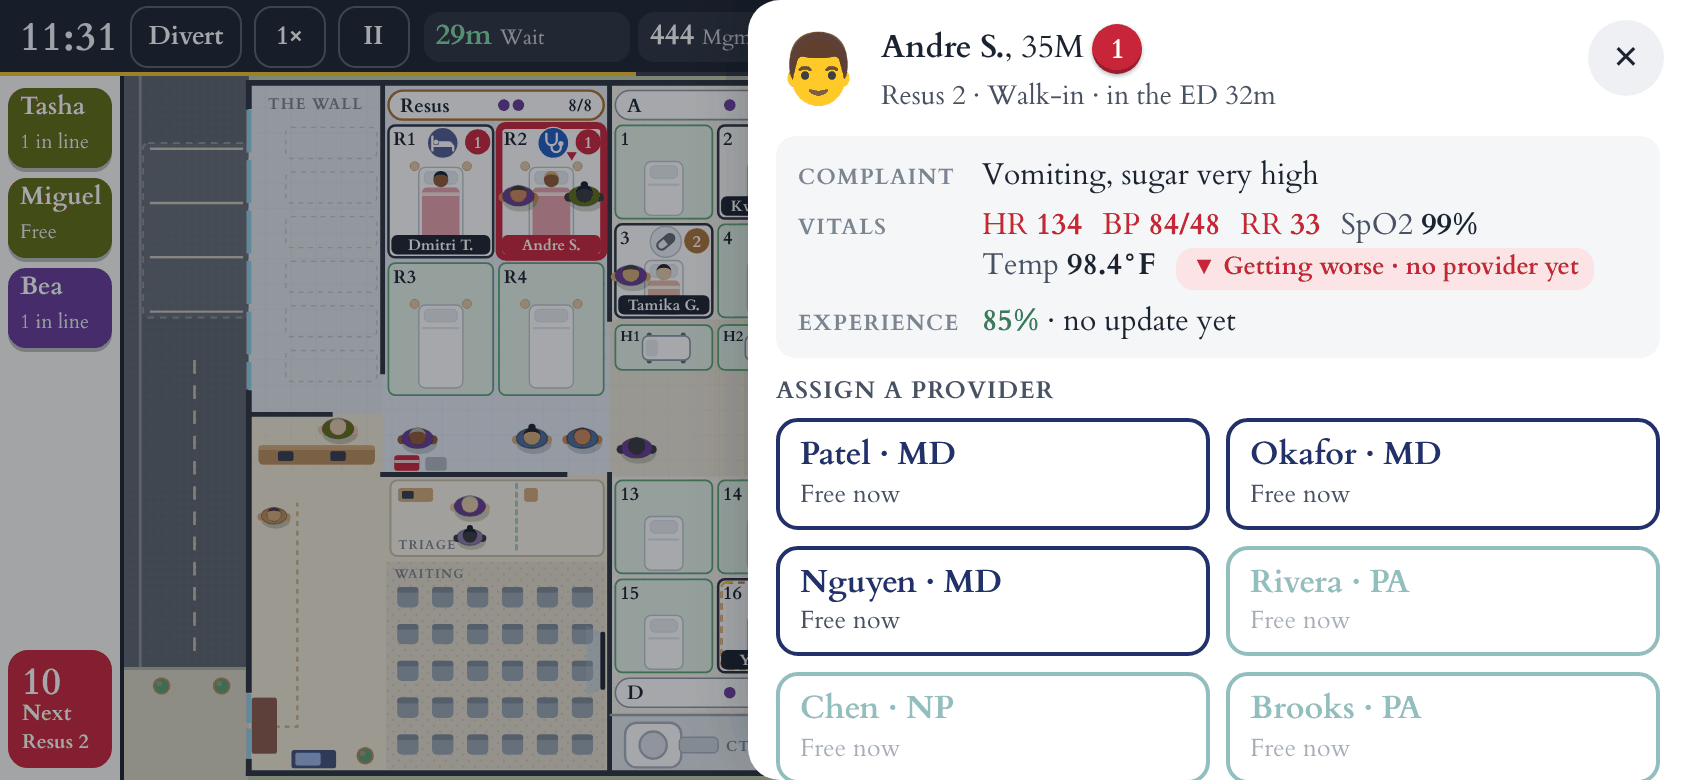 11:31
Divert
1×
II
29m Wait
444 Mgm
Tasha
1 in line
Miguel
Free
Bea
1 in line
10
Next
Resus 2
THE WALL
Resus 8/8
R1 1
Dmitri T.
R2 1
Andre S.
R3
R4
A
1
2
3 2
Tamika G.
4
H1
H2
TRIAGE
WAITING
13
14
15
16
D
CT
Andre S., 35M 1
Resus 2 · Walk-in · in the ED 32m
×
COMPLAINT Vomiting, sugar very high
VITALS HR 134 BP 84/48 RR 33 SpO2 99%
Temp 98.4°F ▼ Getting worse · no provider yet
EXPERIENCE 85% · no update yet
ASSIGN A PROVIDER
Patel · MD
Free now
Okafor · MD
Free now
Nguyen · MD
Free now
Rivera · PA
Free now
Chen · NP
Free now
Brooks · PA
Free now